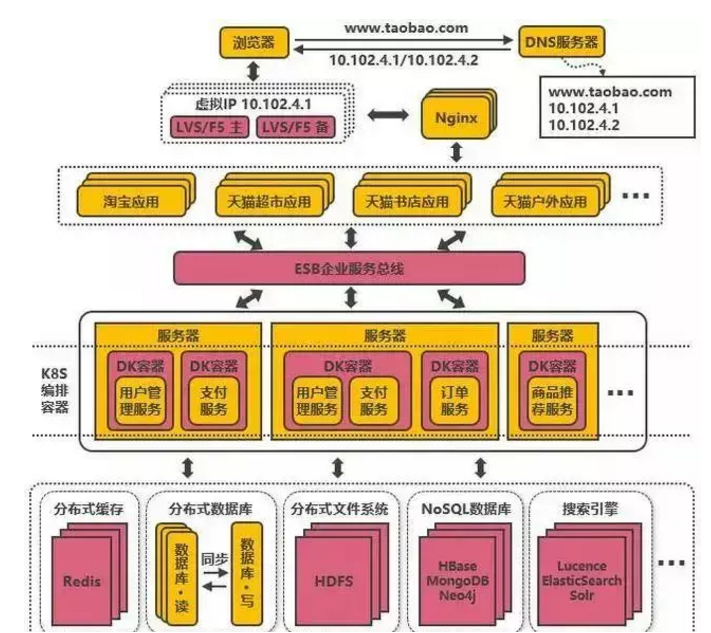 www.taobao.com
浏览器
DNS服务器
10.102.4.1/10.102.4.2
www.taobao.com
10.102.4.1
10.102.4.2
虚拟IP 10.102.4.1
LVS/F5 主
LVS/F5 备
Nginx
淘宝应用
天猫超市应用
天猫书店应用
天猫户外应用
ESB企业服务总线
K8S
编排
容器
服务器
DK容器
用户管
理服务
DK容器
支付
服务
服务器
DK容器
用户管
理服务
支付
服务
DK容器
订单
服务
服务器
DK容器
商品推
荐服务
分布式缓存
Redis
分布式数据库
数据库·读
同步
数据库·写
分布式文件系统
HDFS
NoSQL数据库
HBase
MongoDB
Neo4j
搜索引擎
Lucence
ElasticSearch
Solr